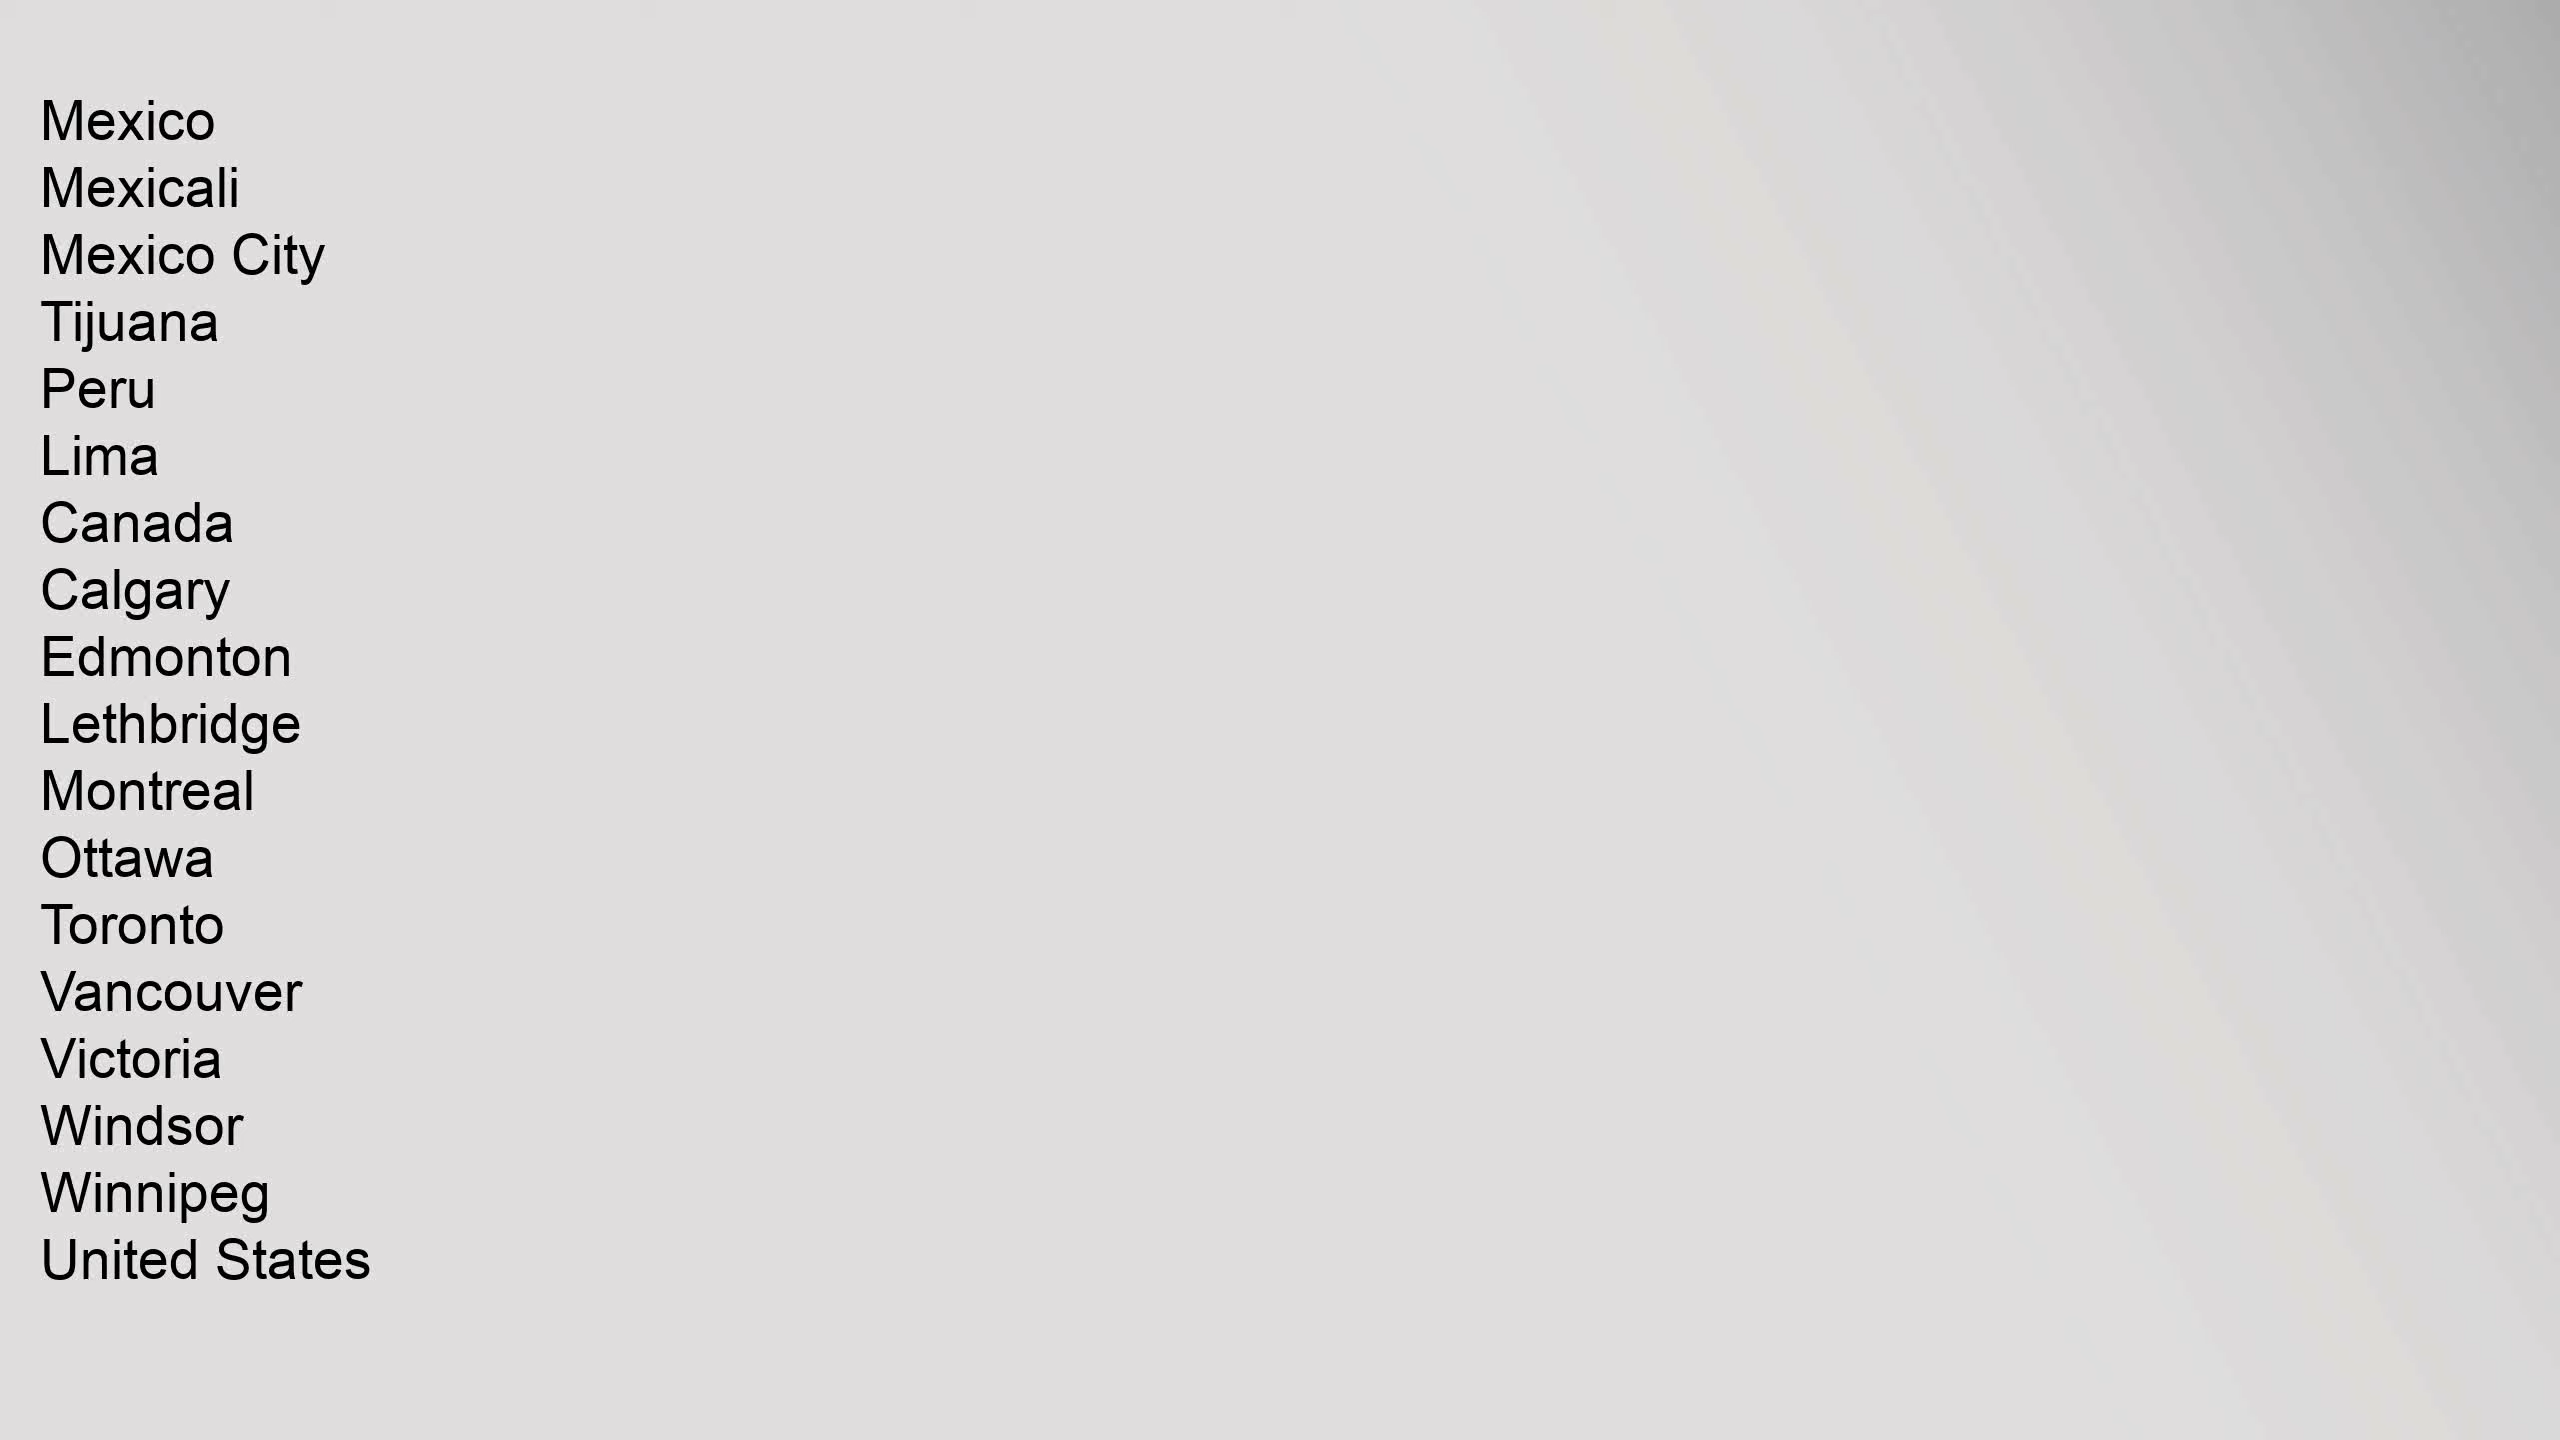 Mexico
Mexicali
Mexico City
Tijuana
Peru
Lima
Canada
Calgary
Edmonton
Lethbridge
Montreal
Ottawa
Toronto
Vancouver
Victoria
Windsor
Winnipeg
United States